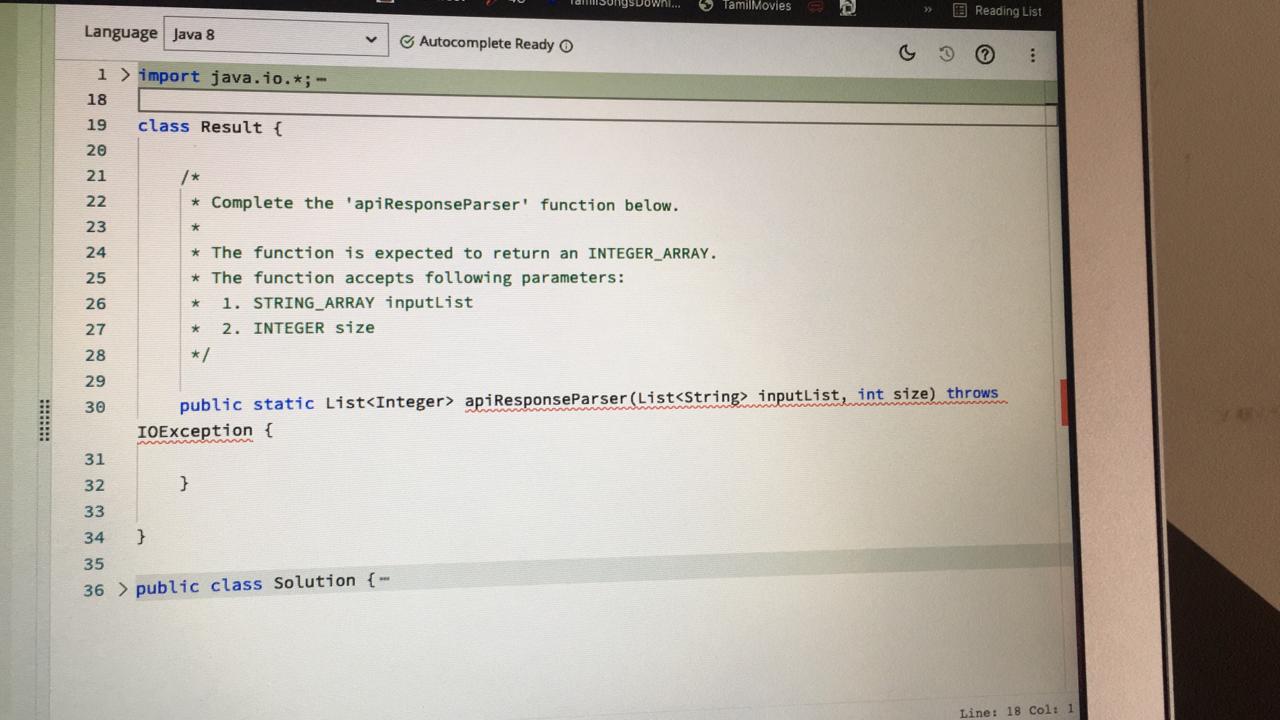 TamilMovies
» Reading List
Language Java 8 Autocomplete Ready
1 import java.io.*;
18
19 class Result {
20
21 /*
22 * Complete the 'apiResponseParser' function below.
23 *
24 * The function is expected to return an INTEGER_ARRAY.
25 * The function accepts following parameters:
26 * 1. STRING_ARRAY inputList
27 * 2. INTEGER size
28 */
29
30 public static List<Integer> apiResponseParser(List<String> inputList, int size) throws
IOException {
31
32 }
33
34 }
35
36 public class Solution {
Line: 18 Col: 1